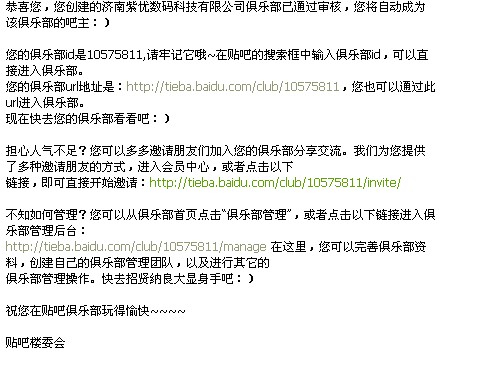 恭喜您，您创建的济南紫优数码科技有限公司俱乐部已通过审核，您将自动成为
该俱乐部的吧主：）
您的俱乐部id是10575811,请牢记它哦~在贴吧的搜索框中输入俱乐部id，可以直
接进入俱乐部。
您的俱乐部url地址是：http://tieba.baidu.com/club/10575811，您也可以通过此
url进入俱乐部。
现在快去您的俱乐部看看吧：）
担心人气不足？您可以多多邀请朋友们加入您的俱乐部分享交流。我们为您提供
了多种邀请朋友的方式，进入会员中心，或者点击以下
链接，即可直接开始邀请：http://tieba.baidu.com/club/10575811/invite/
不知如何管理？您可以从俱乐部首页点击“俱乐部管理”，或者点击以下链接进入俱
乐部管理后台：
http://tieba.baidu.com/club/10575811/manage 在这里，您可以完善俱乐部资
料，创建自己的俱乐部管理团队，以及进行其它的
俱乐部管理操作。快去招贤纳良大显身手吧：）
祝您在贴吧俱乐部玩得愉快~~~~
贴吧楼委会